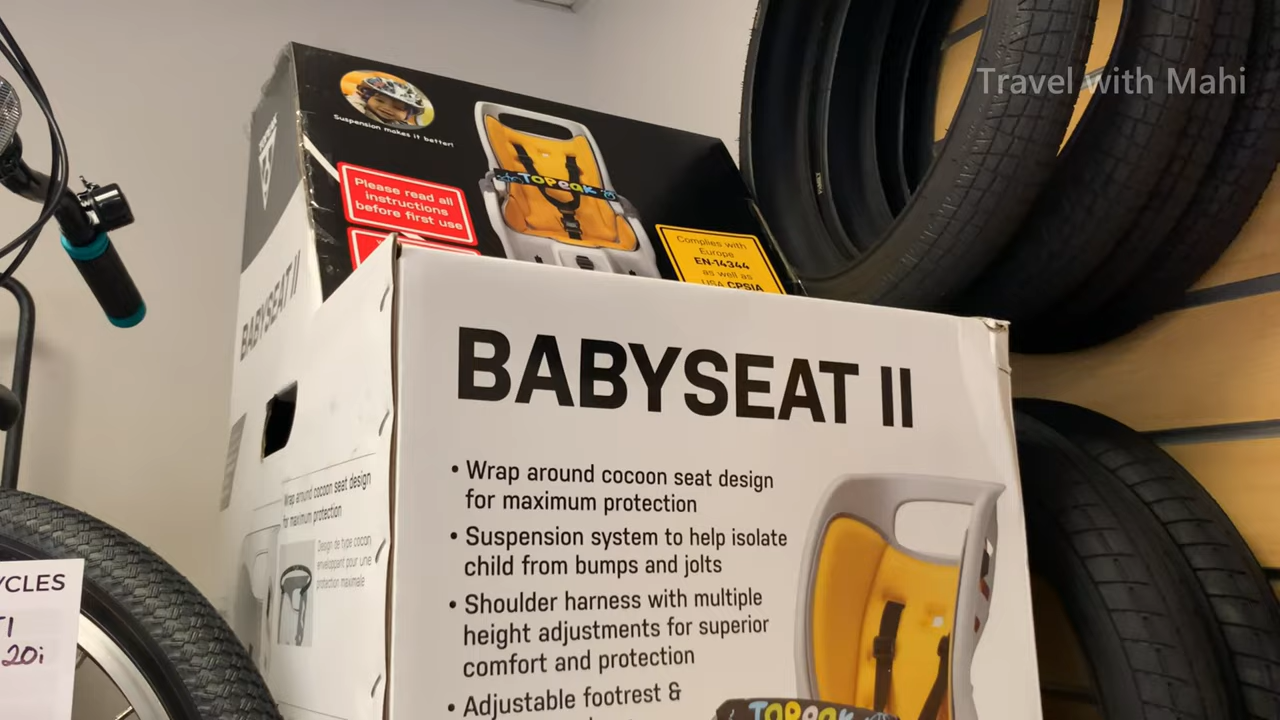 Travel with Mahi
Suspension makes it better!
TOPEAK
Please read all
instructions
before first use
Complies with
Europe
EN-14344
as well as
USA CPSIA
BABYSEAT II
BABYSEAT II
• Wrap around cocoon seat design
for maximum protection
• Suspension system to help isolate
child from bumps and jolts
• Shoulder harness with multiple
height adjustments for superior
comfort and protection
• Adjustable footrest &
TOPEAK
Wrap around cocoon seat design
for maximum protection
Design de type cocon
enveloppant pour une
protection maximale
YCLES
TI
20i